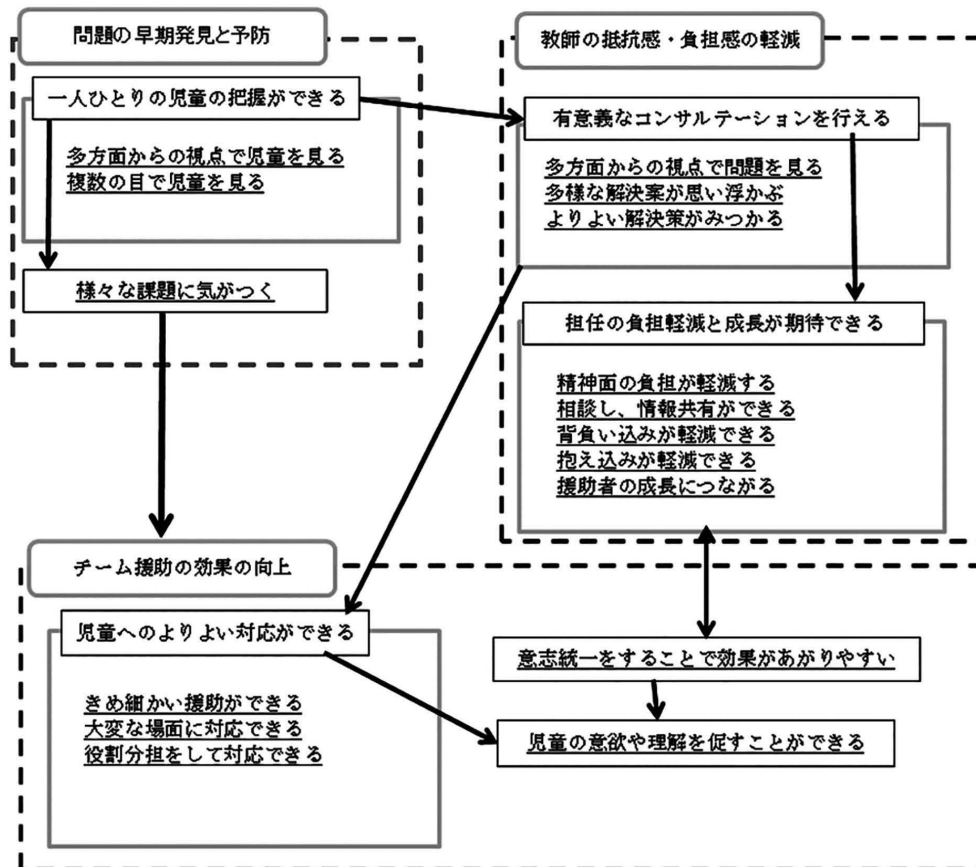 問題の早期発見と予防
一人ひとりの児童の把握ができる
多方面からの視点で児童を見る
複数の目で児童を見る
様々な課題に気がつく
教師の抵抗感・負担感の軽減
有意義なコンサルテーションを行える
多方面からの視点で問題を見る
多様な解決案が思い浮かぶ
よりよい解決策がみつかる
担任の負担軽減と成長が期待できる
精神面の負担が軽減する
相談し、情報共有ができる
背負い込みが軽減できる
抱え込みが軽減できる
援助者の成長につながる
チーム援助の効果の向上
児童へのよりよい対応ができる
きめ細かい援助ができる
大変な場面に対応できる
役割分担をして対応できる
意志統一をすることで効果があがりやすい
児童の意欲や理解を促すことができる